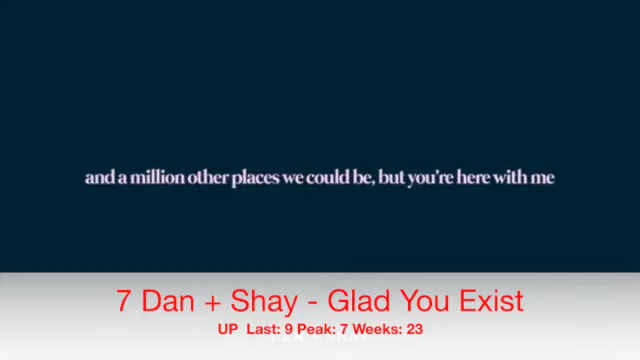 and a million other places we could be, but you're here with me
7 Dan + Shay - Glad You Exist
UP Last: 9 Peak: 7 Weeks: 23